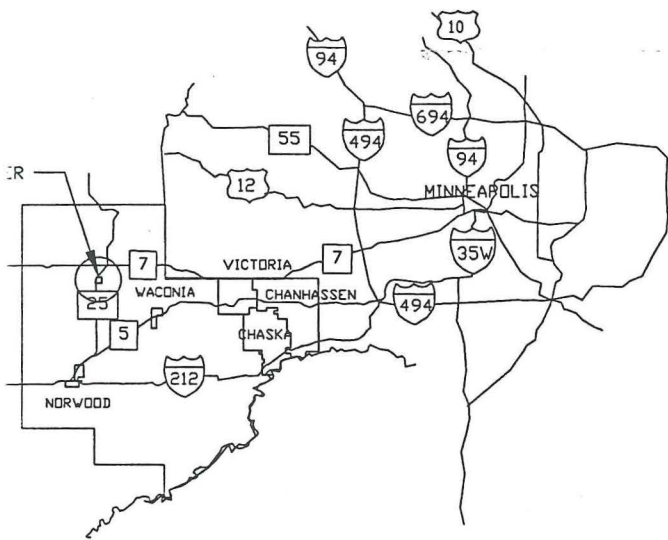 10
94
694
55
494
94
ER
12
MINNEAPOLIS
35W
7
VICTORIA
7
25
WACONIA
CHANHASSEN
494
5
CHASKA
212
NORWOOD